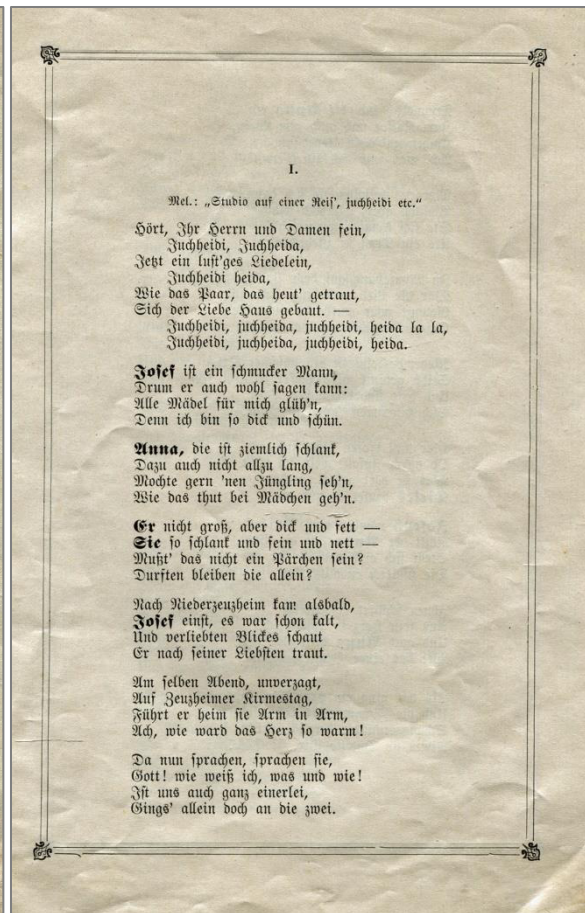 I.
Mel.: „Studio auf einer Reis', juchheidi etc.“
Hört, Ihr Herrn und Damen fein,
Juchheidi, Juchheida,
Jetzt ein lust'ges Liedelein,
Juchheidi heida,
Wie das Paar, das heut' getraut,
Sich der Liebe Haus gebaut. —
Juchheidi, juchheida, juchheidi, heida la la,
Juchheidi, juchheida, juchheidi, heida.
Josef ist ein schmucker Mann,
Drum er auch wohl sagen kann:
Alle Mädel für mich glüh'n,
Denn ich bin so dick und schün.
Anna, die ist ziemlich schlank,
Dazu auch nicht allzu lang,
Mochte gern 'nen Jüngling seh'n,
Wie das thut bei Mädchen geh'n.
Er nicht groß, aber dick und fett —
Sie so schlank und fein und nett —
Mußt' das nicht ein Pärchen sein?
Durften bleiben die allein?
Nach Niederzeuzheim kam alsbald,
Josef einst, es war schon kalt,
Und verliebten Blickes schaut
Er nach seiner Liebsten traut.
Am selben Abend, unverzagt,
Auf Zeuzheimer Kirmestag,
Führt er heim sie Arm in Arm,
Ach, wie ward das Herz so warm!
Da nun sprachen, sprachen sie,
Gott! wie weiß ich, was und wie!
Ist uns auch ganz einerlei,
Gings' allein doch an die zwei.